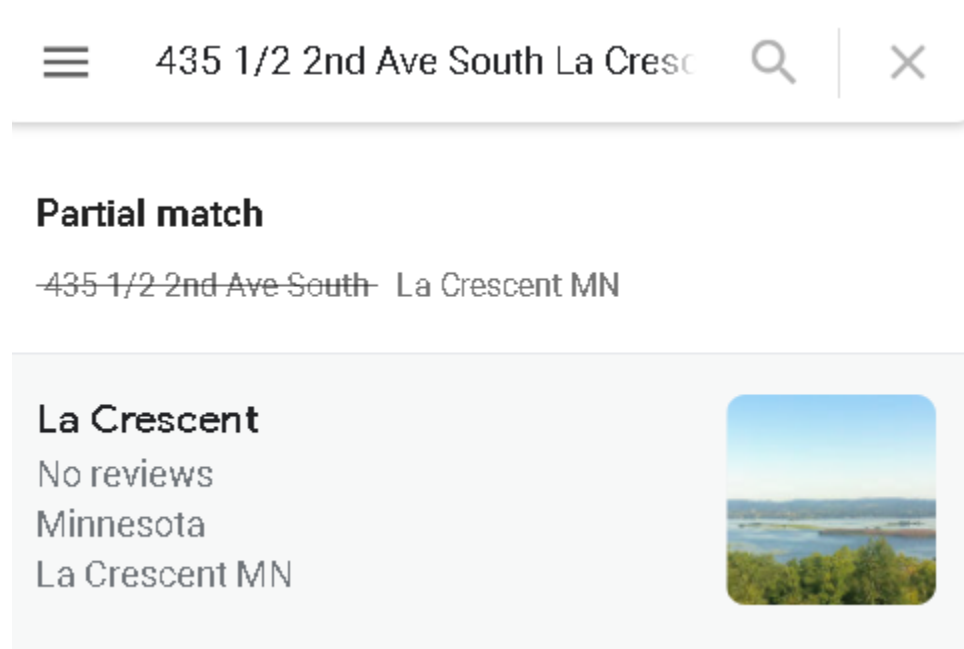 435 1/2 2nd Ave South La Cresc
Partial match
435 1/2 2nd Ave South La Crescent MN
La Crescent
No reviews
Minnesota
La Crescent MN